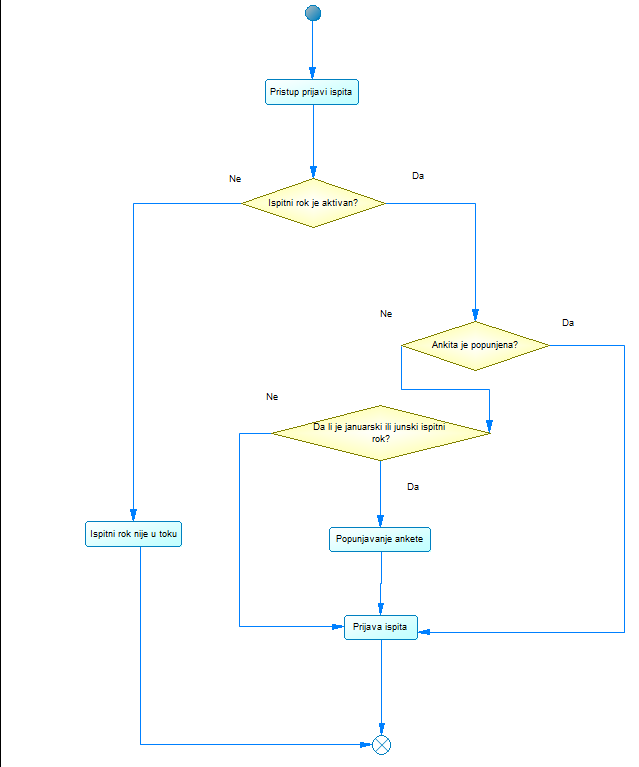 Pristup prijavi ispita
Ne
Da
Ispitni rok je aktivan?
Ne
Da
Ankita je popunjena?
Ne
Da li je januarski ili junski ispitni
rok?
Da
Ispitni rok nije u toku
Popunjavanje ankete
Prijava ispita